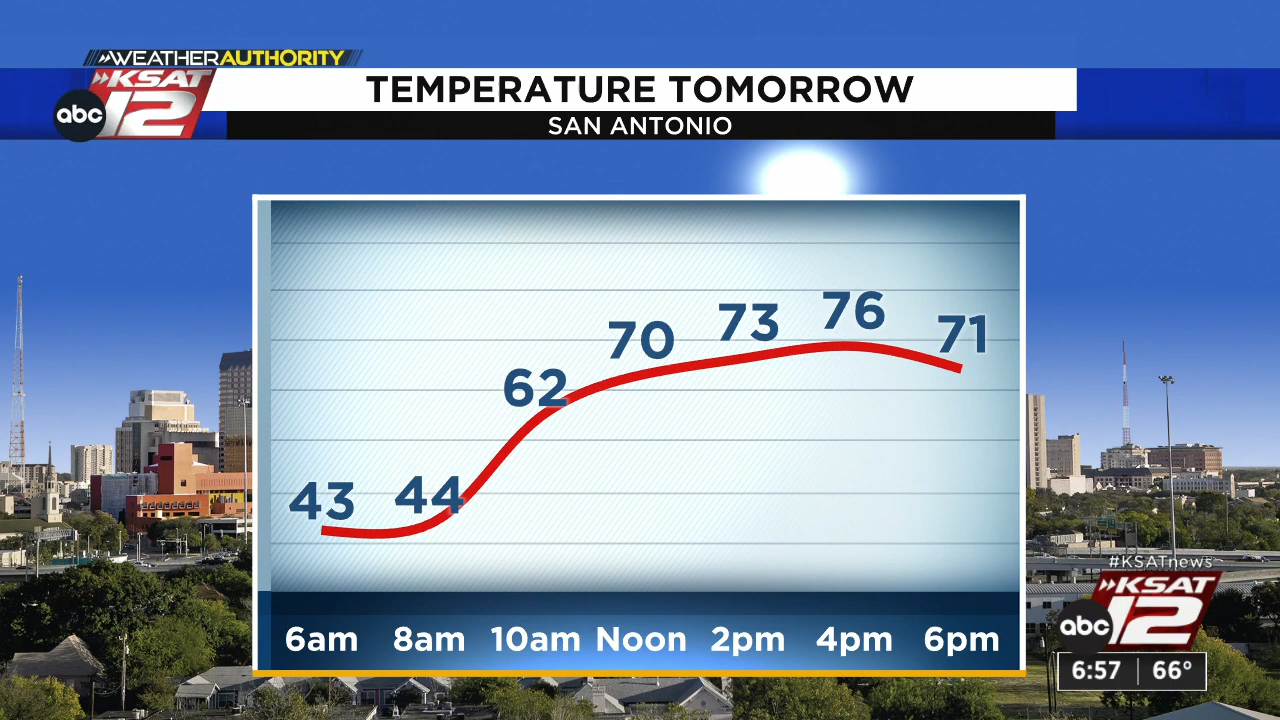 WEATHERAUTHORITY
KSAT
abc 12
TEMPERATURE TOMORROW
SAN ANTONIO
43 44 62 70 73 76 71
6am 8am 10am Noon 2pm 4pm 6pm
#KSATnews
KSAT
abc 12
6:57 66°